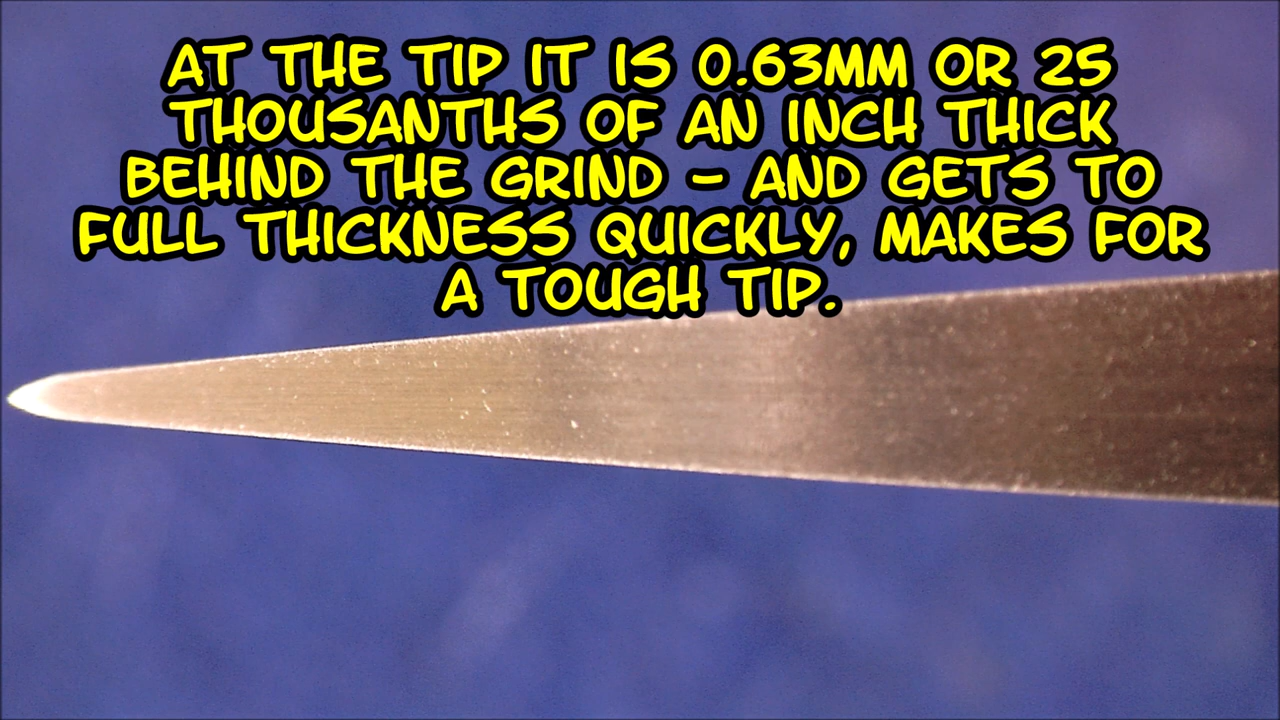 AT THE TIP IT IS 0.63MM OR 25
THOUSANTHS OF AN INCH THICK
BEHIND THE GRIND - AND GETS TO
FULL THICKNESS QUICKLY, MAKES FOR
A TOUGH TIP.